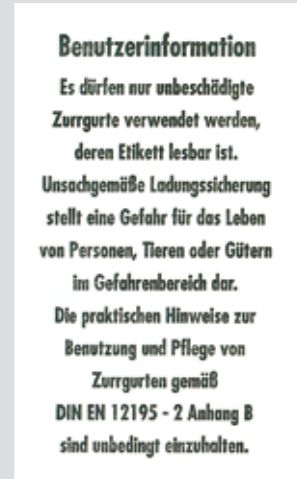 Benutzerinformation
Es dürfen nur unbeschädigte
Zurrgurte verwendet werden,
deren Etikett lesbar ist.
Unsachgemäße Ladungssicherung
stellt eine Gefahr für das Leben
von Personen, Tieren oder Gütern
im Gefahrenbereich dar.
Die praktischen Hinweise zur
Benutzung und Pflege von
Zurrgurten gemäß
DIN EN 12195 - 2 Anhang B
sind unbedingt einzuhalten.